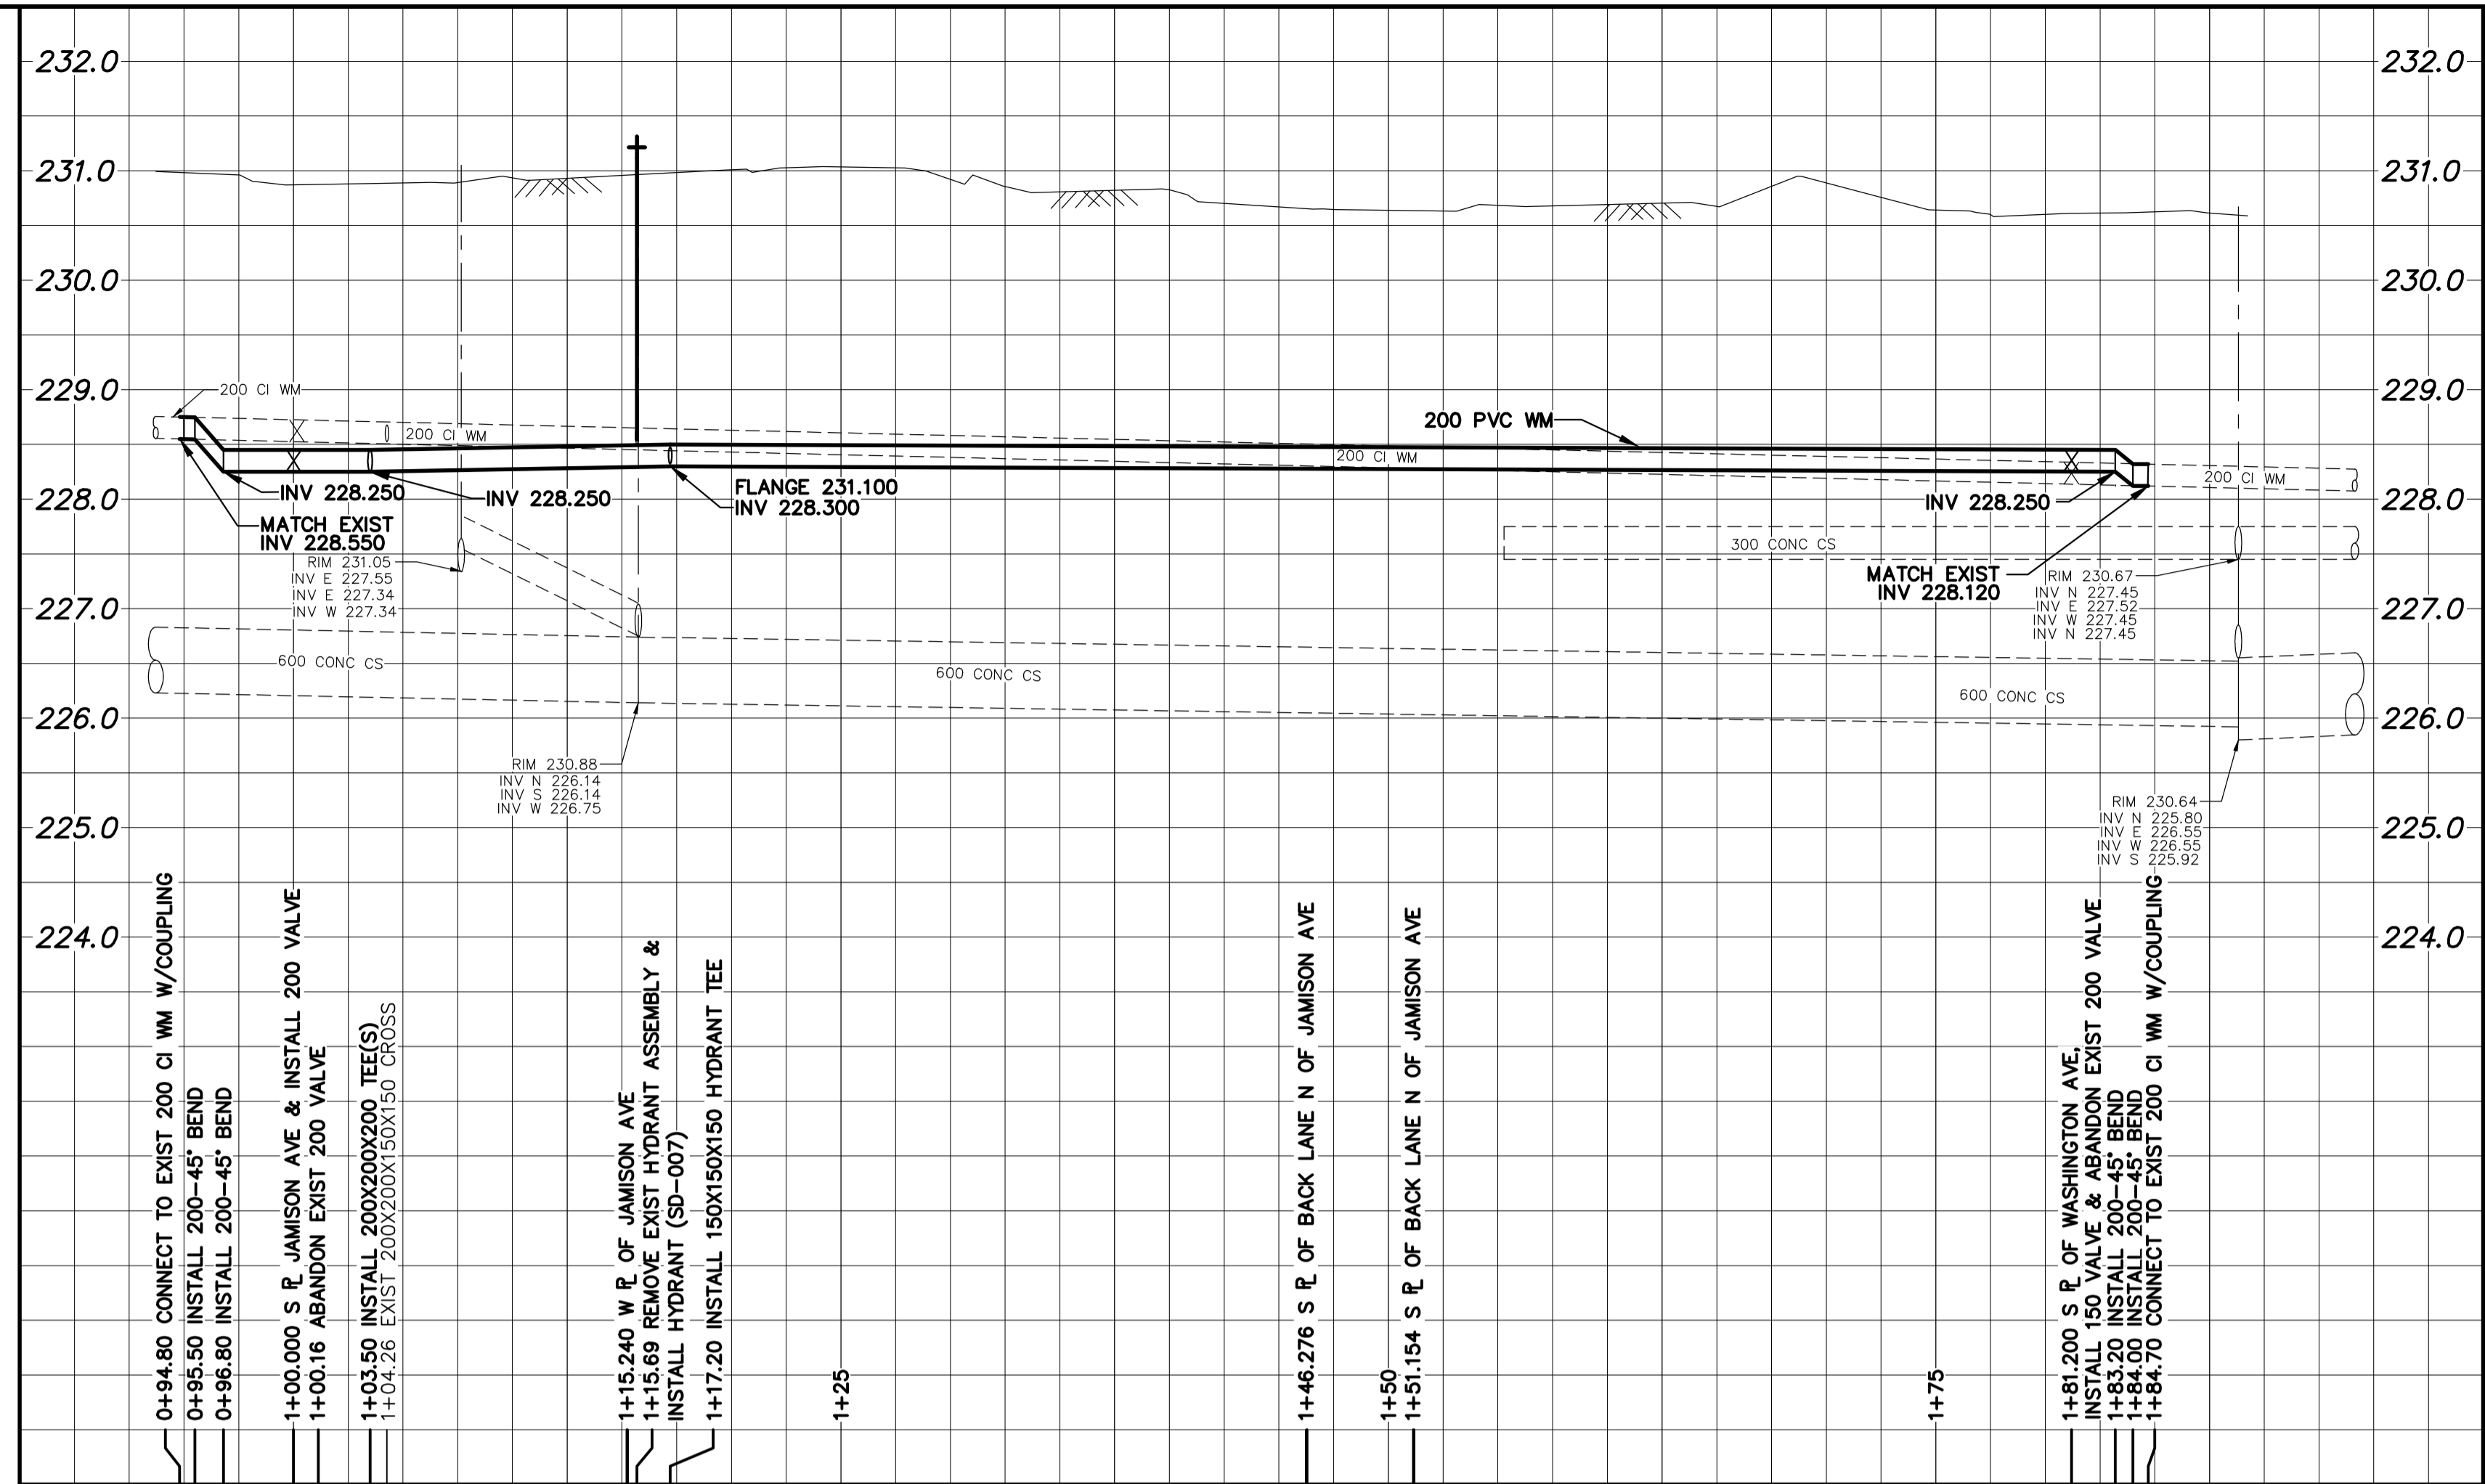 232.0
232.0
231.0
231.0
230.0
230.0
229.0
229.0
200 CI WM
200 CI WM
200 PVC WM
200 CI WM
200 CI WM
228.0
228.0
INV 228.250
INV 228.250
FLANGE 231.100
INV 228.300
INV 228.250
MATCH EXIST
INV 228.550
300 CONC CS
RIM 231.05
INV E 227.55
INV E 227.34
INV W 227.34
MATCH EXIST
INV 228.120
RIM 230.67
INV N 227.45
INV E 227.52
INV W 227.45
INV N 227.45
227.0
227.0
600 CONC CS
600 CONC CS
600 CONC CS
226.0
226.0
RIM 230.88
INV N 226.14
INV S 226.14
INV W 226.75
RIM 230.64
INV N 225.80
INV E 226.55
INV W 226.55
INV S 225.92
225.0
225.0
224.0
224.0
0+94.80 CONNECT TO EXIST 200 CI WM W/COUPLING
0+95.50 INSTALL 200-45° BEND
0+96.80 INSTALL 200-45° BEND
1+00.000 S PL JAMISON AVE & INSTALL 200 VALVE
1+00.16 ABANDON EXIST 200 VALVE
1+03.50 INSTALL 200X200X200 TEE(S)
1+04.26 EXIST 200X200X150X150 CROSS
1+15.240 W PL OF JAMISON AVE
1+15.69 REMOVE EXIST HYDRANT ASSEMBLY &
INSTALL HYDRANT (SD-007)
1+17.20 INSTALL 150X150X150 HYDRANT TEE
1+25
1+46.276 S PL OF BACK LANE N OF JAMISON AVE
1+50
1+51.154 S PL OF BACK LANE N OF JAMISON AVE
1+75
1+81.200 S PL OF WASHINGTON AVE,
INSTALL 150 VALVE & ABANDON EXIST 200 VALVE
1+83.20 INSTALL 200-45° BEND
1+84.00 INSTALL 200-45° BEND
1+84.70 CONNECT TO EXIST 200 CI WM W/COUPLING